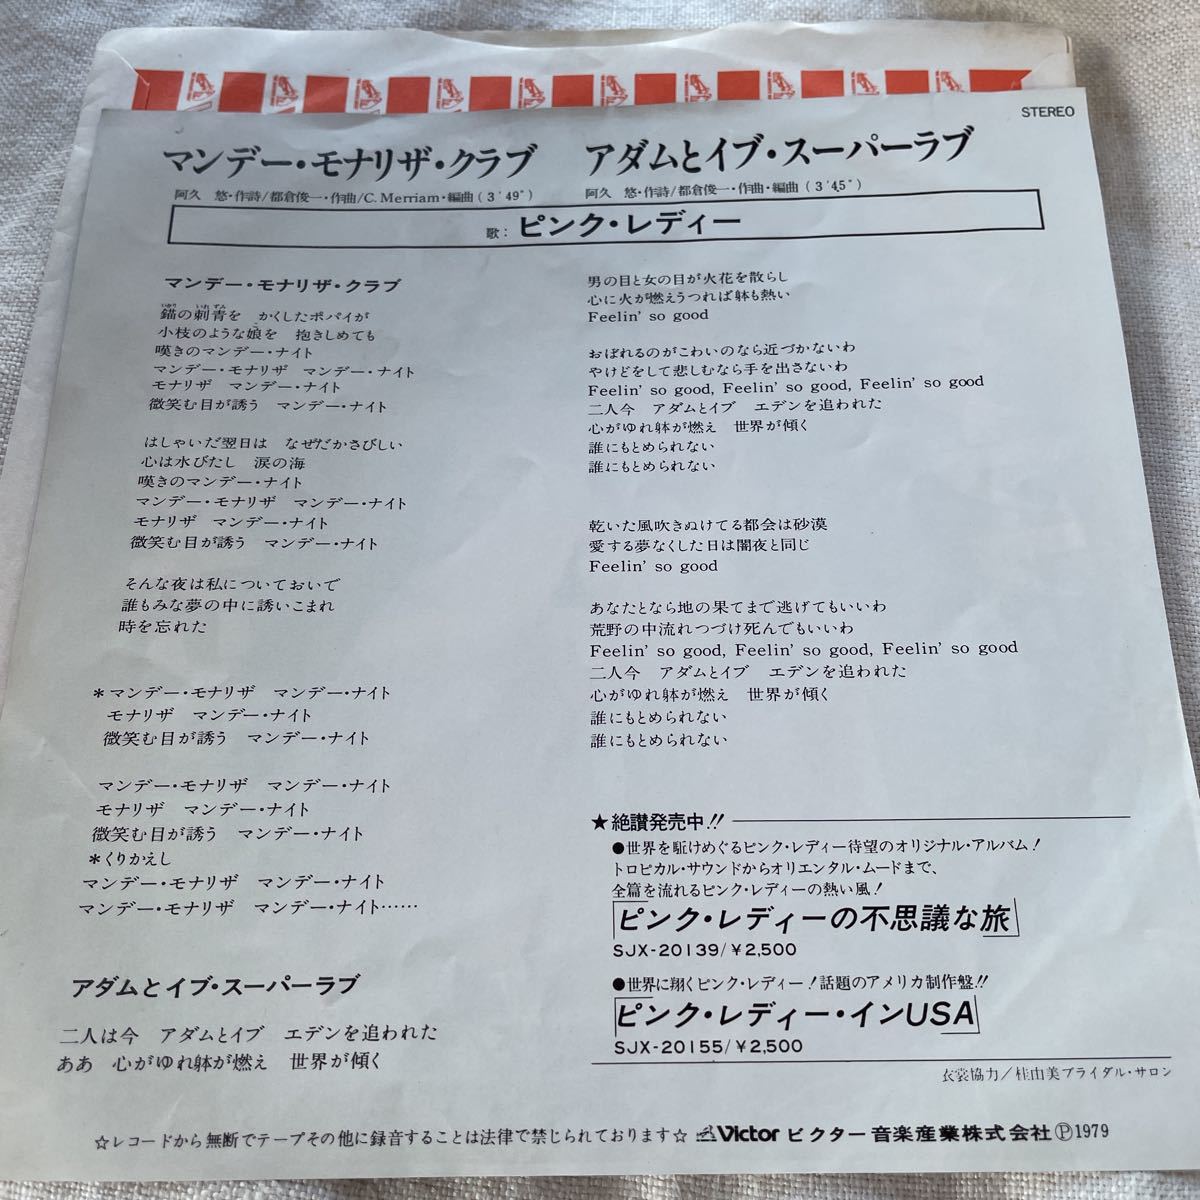 STEREO
マンデー・モナリザ・クラブ
阿久 悠・作詩/都倉俊一・作曲/C. Merriam・編曲(3'49")
アダムとイブ・スーパーラブ
阿久 悠・作詩/都倉俊一・作曲・編曲(3'45")
歌:ピンク・レディー
マンデー・モナリザ・クラブ
錨の刺青を かくしたポパイが
小枝のような娘を 抱きしめても
嘆きのマンデー・ナイト
マンデー・モナリザ マンデー・ナイト
モナリザ マンデー・ナイト
微笑む目が誘う マンデー・ナイト
はしゃいだ翌日は なぜだかさびしい
心は水びたし 涙の海
嘆きのマンデー・ナイト
マンデー・モナリザ マンデー・ナイト
モナリザ マンデー・ナイト
微笑む目が誘う マンデー・ナイト
そんな夜は私についておいで
誰もみな夢の中に誘いこまれ
時を忘れた
*マンデー・モナリザ マンデー・ナイト
モナリザ マンデー・ナイト
微笑む目が誘う マンデー・ナイト
マンデー・モナリザ マンデー・ナイト
モナリザ マンデー・ナイト
微笑む目が誘う マンデー・ナイト
*くりかえし
マンデー・モナリザ マンデー・ナイト
マンデー・モナリザ マンデー・ナイト……
アダムとイブ・スーパーラブ
二人は今 アダムとイブ エデンを追われた
ああ 心がゆれ躰が燃え 世界が傾く
男の目と女の目が火花を散らし
心に火が燃えうつれば躰も熱い
Feelin' so good
おぼれるのがこわいのなら近づかないわ
やけどをして悲しむなら手を出さないわ
Feelin' so good, Feelin' so good, Feelin' so good
二人今 アダムとイブ エデンを追われた
心がゆれ躰が燃え 世界が傾く
誰にもとめられない
誰にもとめられない
乾いた風吹きぬけてる都会は砂漠
愛する夢なくした日は闇夜と同じ
Feelin' so good
あなたとなら地の果てまで逃げてもいいわ
荒野の中流れつづけ死んでもいいわ
Feelin' so good, Feelin' so good, Feelin' so good
二人今 アダムとイブ エデンを追われた
心がゆれ躰が燃え 世界が傾く
誰にもとめられない
誰にもとめられない
★絶讃発売中!!
●世界を駈けめぐるピンク・レディー待望のオリジナル・アルバム!
トロピカル・サウンドからオリエンタル・ムードまで、
全篇を流れるピンク・レディーの熱い風!
ピンク・レディーの不思議な旅
SJX-20139/¥2,500
●世界に翔くピンク・レディー!話題のアメリカ制作盤!!
ピンク・レディー・インUSA
SJX-20155/¥2,500
衣裳協力/桂由美ブライダル・サロン
☆レコードから無断でテープその他に録音することは法律で禁じられております☆ Victor ビクター音楽産業株式会社Ⓟ1979